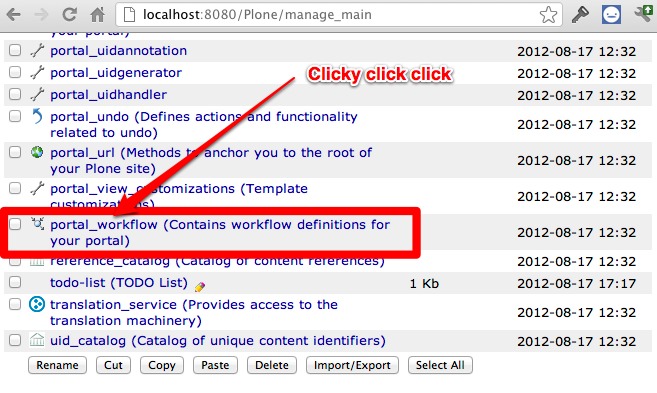 localhost:8080/Plone/manage_main
your portal)
portal_uidannotation 2012-08-17 12:32
portal_uidgenerator 2012-08-17 12:32
Clicky click click
portal_uidhandler 2012-08-17 12:32
portal_undo (Defines actions and functionality 2012-08-17 12:32
related to undo)
portal_url (Methods to anchor you to the root of 2012-08-17 12:32
your Plone site)
portal_view_customizations (Template 2012-08-17 12:32
customizations)
portal_workflow (Contains workflow definitions for 2012-08-17 12:32
your portal)
reference_catalog (Catalog of content references) 2012-08-17 12:32
todo-list (TODO List) 1 Kb 2012-08-17 17:17
translation_service (Provides access to the 2012-08-17 12:32
translation machinery)
uid_catalog (Catalog of unique content identifiers) 2012-08-17 12:32
Rename Cut Copy Paste Delete Import/Export Select All